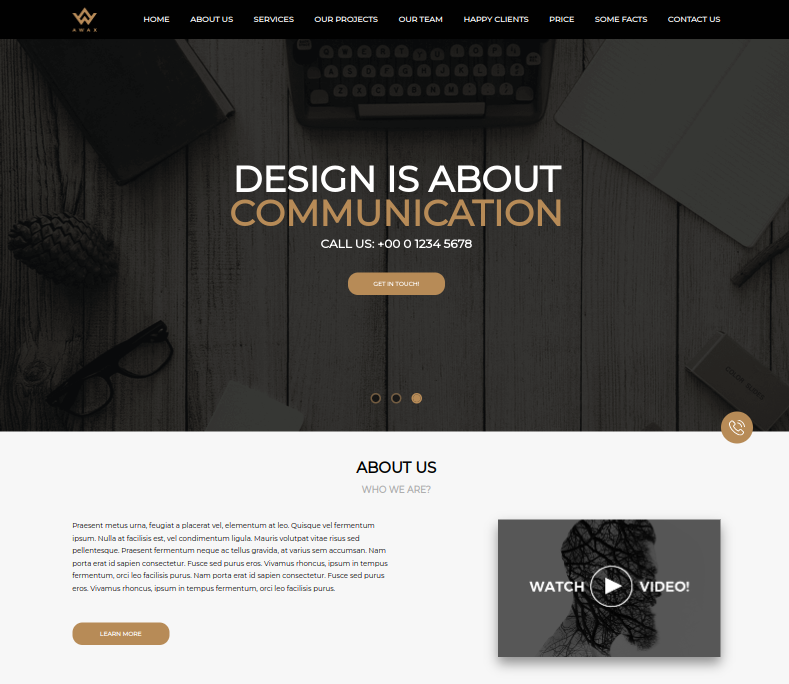 AWAX
HOME ABOUT US SERVICES OUR PROJECTS OUR TEAM HAPPY CLIENTS PRICE SOME FACTS CONTACT US
DESIGN IS ABOUT
COMMUNICATION
CALL US: +00 0 1234 5678
GET IN TOUCH!
ABOUT US
WHO WE ARE?
Praesent metus urna, feugiat a placerat vel, elementum at leo. Quisque vel fermentum
ipsum. Nulla at facilisis est, vel condimentum ligula. Mauris volutpat vitae risus sed
pellentesque. Praesent fermentum neque ac tellus gravida, at varius sem accumsan. Nam
porta erat id sapien consectetur. Fusce sed purus eros. Vivamus rhoncus, ipsum in tempus
fermentum, orci leo facilisis purus. Nam porta erat id sapien consectetur. Fusce sed purus
eros. Vivamus rhoncus, ipsum in tempus fermentum, orci leo facilisis purus.
LEARN MORE
WATCH VIDEO!